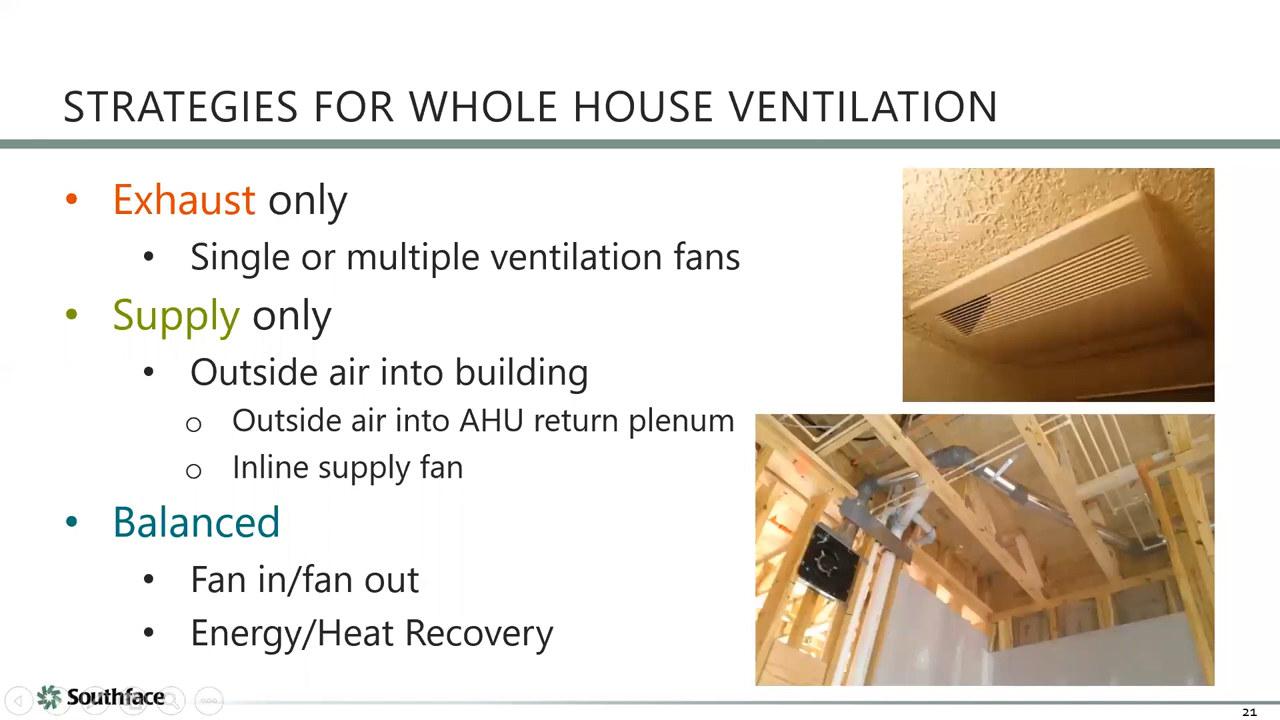 STRATEGIES FOR WHOLE HOUSE VENTILATION
• Exhaust only
• Single or multiple ventilation fans
• Supply only
• Outside air into building
o Outside air into AHU return plenum
o Inline supply fan
• Balanced
• Fan in/fan out
• Energy/Heat Recovery
Southface
21